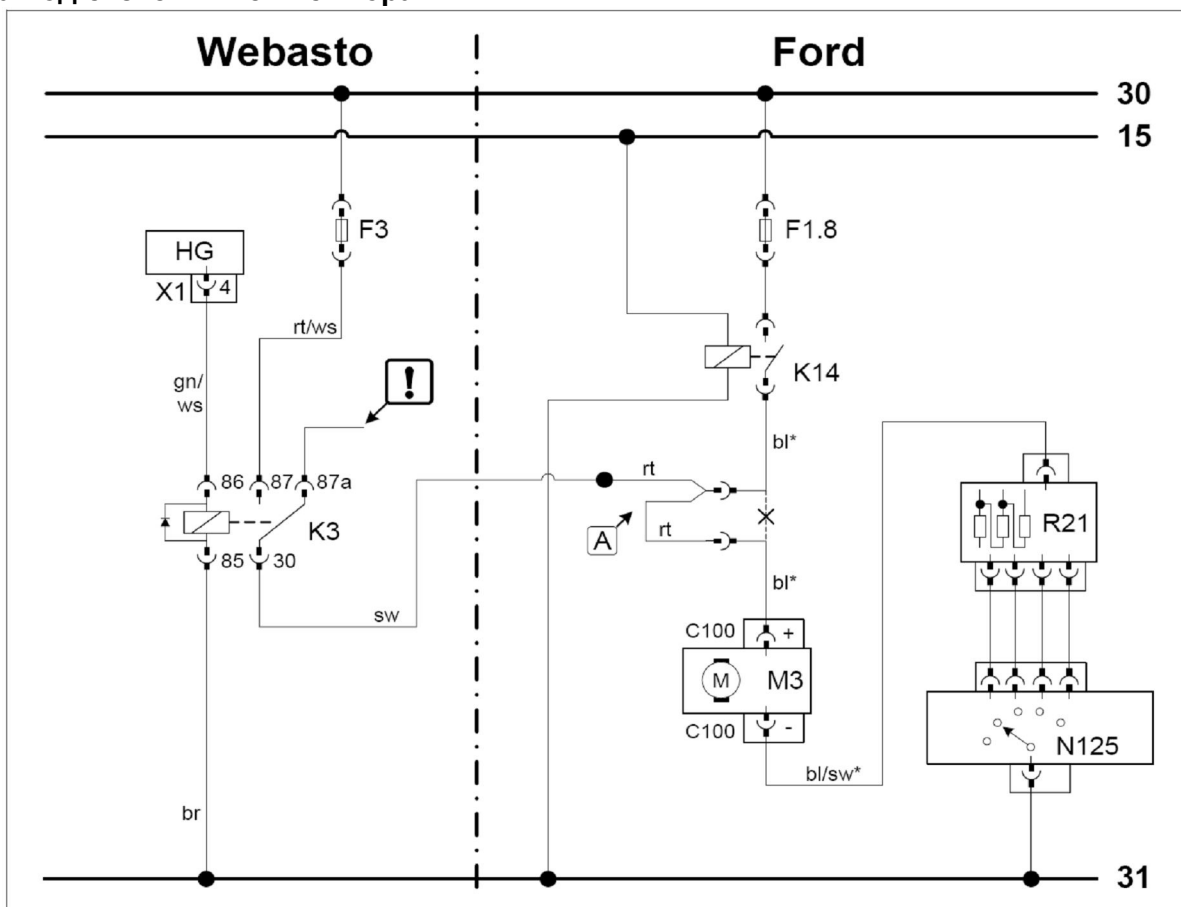 Webasto
Ford
30
15
F3
F1.8
HG
X1
4
rt/ws
K14
gn/
ws
!
bl*
86
87
87a
rt
R21
K3
A
rt
85
30
bl*
sw
C100
+
M
M3
C100
-
N125
bl/sw*
br
31